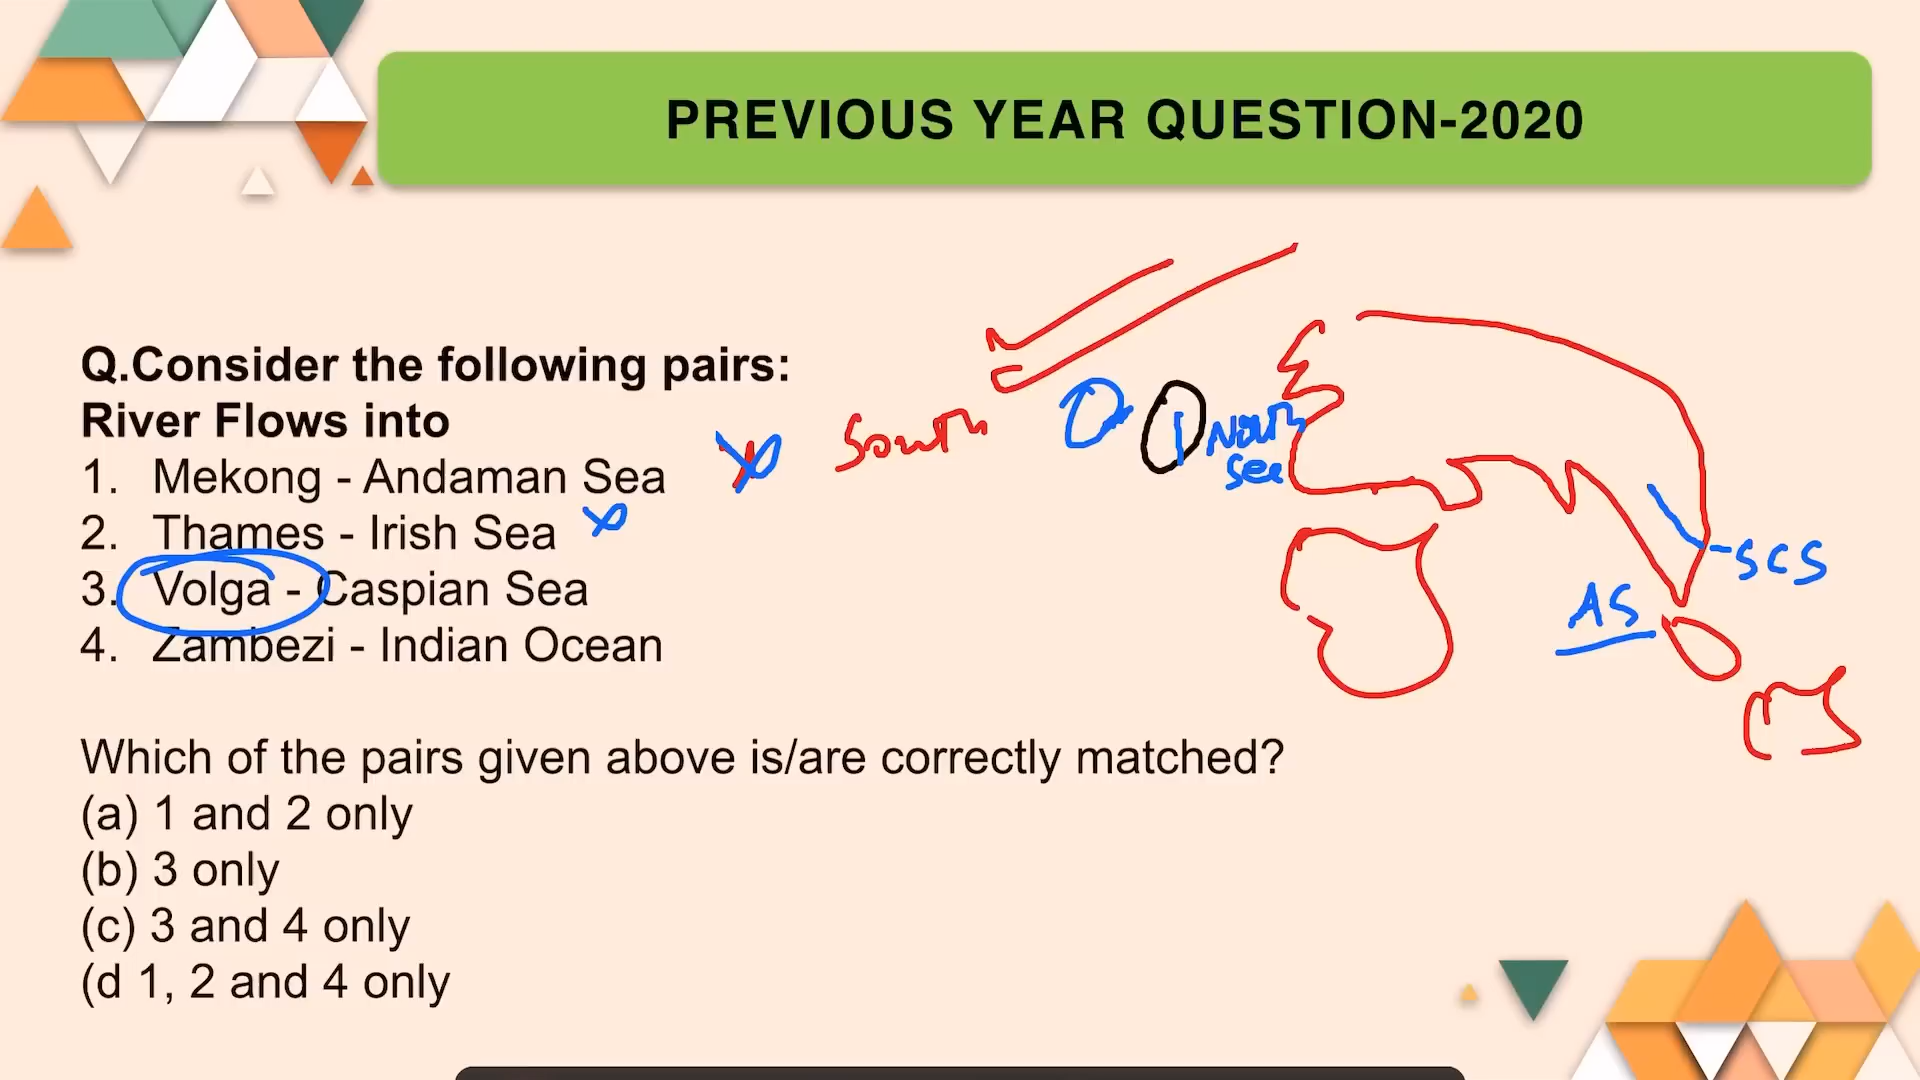 PREVIOUS YEAR QUESTION-2020
Q.Consider the following pairs:
River Flows into
1. Mekong - Andaman Sea
2. Thames - Irish Sea
3. Volga - Caspian Sea
4. Zambezi - Indian Ocean
South
North
Sea
SCS
AS
Which of the pairs given above is/are correctly matched?
(a) 1 and 2 only
(b) 3 only
(c) 3 and 4 only
(d 1, 2 and 4 only